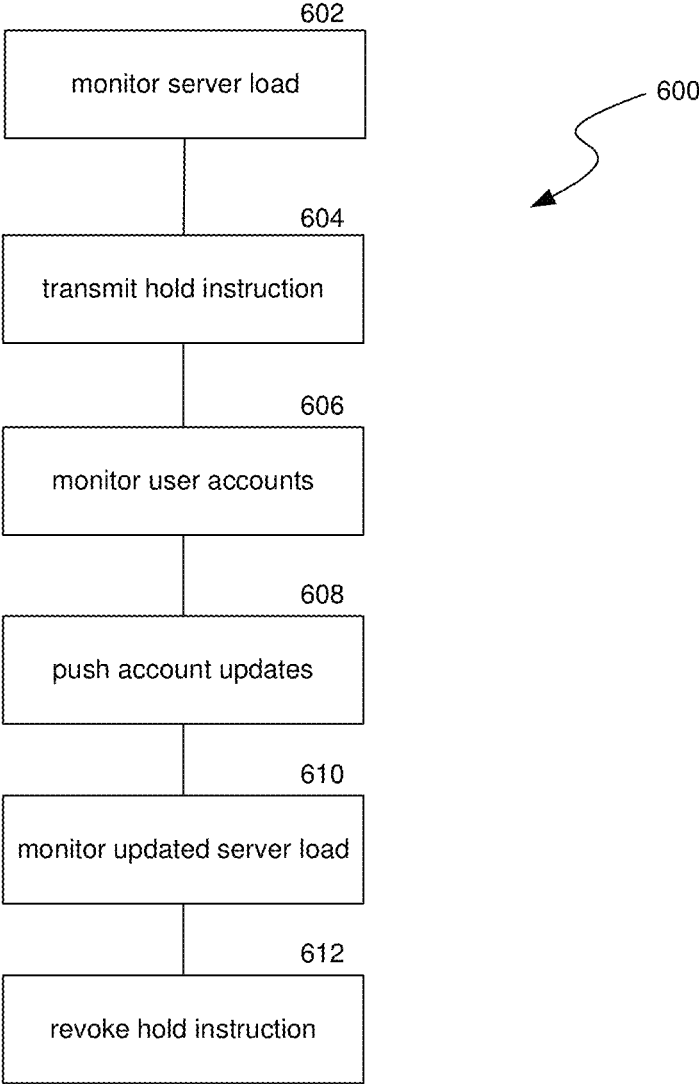 602
monitor server load
600
604
transmit hold instruction
606
monitor user accounts
608
push account updates
610
monitor updated server load
612
revoke hold instruction